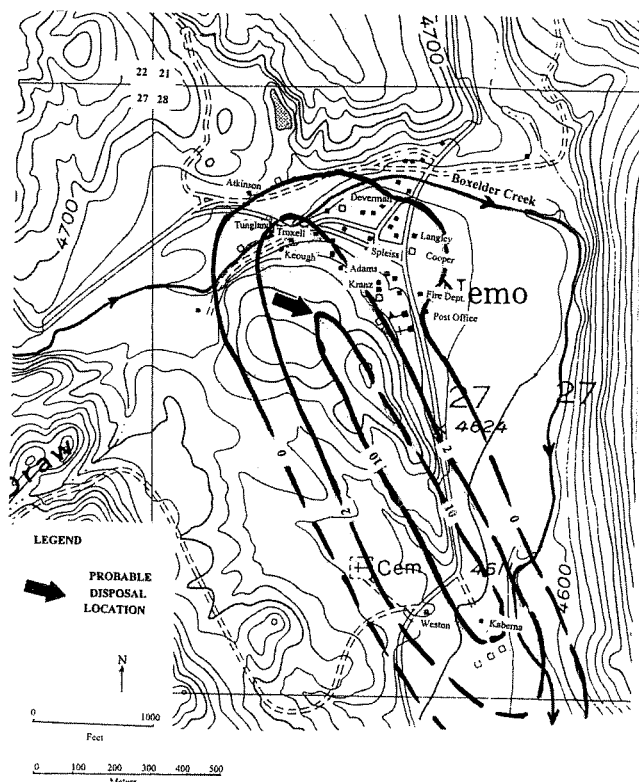 22 21
27 28
4700
4700
Atkinson
Boxelder Creek
Deverman
Tungland
Troxell
Langley
Spleiss
Cooper
Keough
Adams
Kranz
Nemo
Fire Dept.
Post Office
27
27
4624
2
0
0
10
10
2
Draw
LEGEND
Cem
4600
PROBABLE
DISPOSAL
LOCATION
Weston
Kaberna
N
0 1000
Feet
0 100 200 300 400 500
Meters